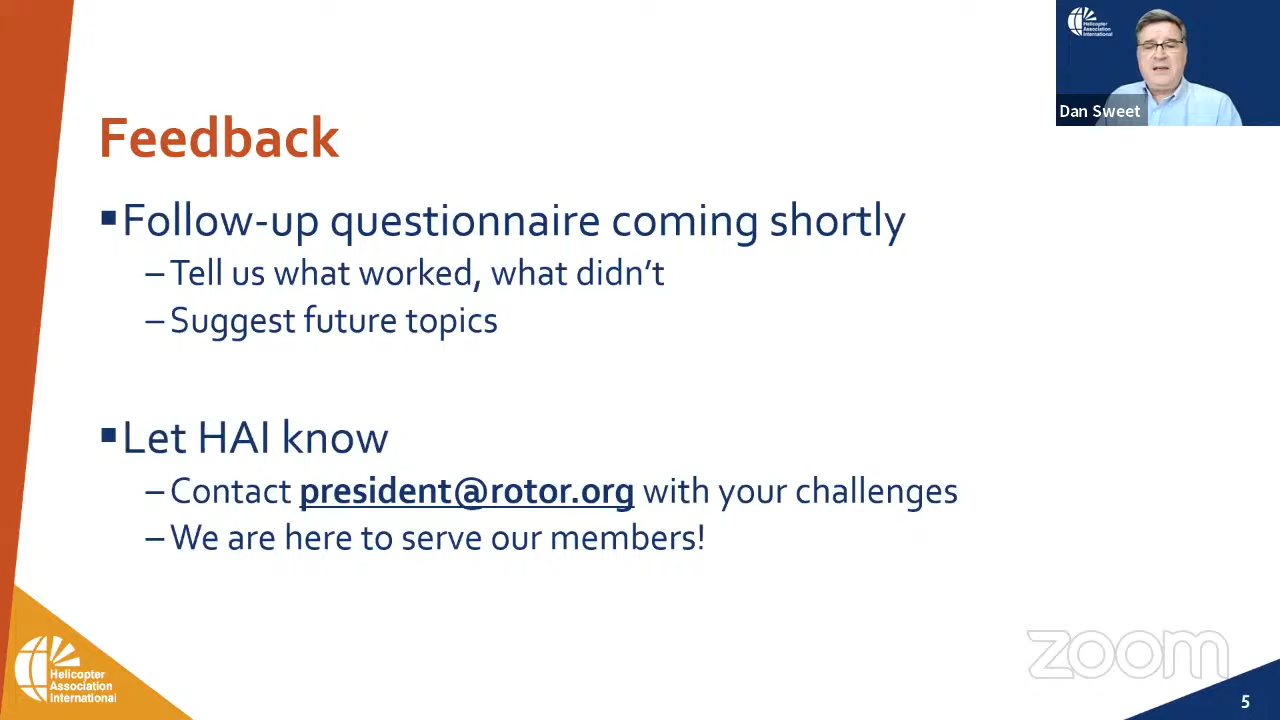 Helicopter
Association
International
Dan Sweet
Feedback
▪Follow-up questionnaire coming shortly
–Tell us what worked, what didn’t
–Suggest future topics
▪Let HAI know
–Contact president@rotor.org with your challenges
–We are here to serve our members!
zoom
Helicopter
Association
International
5